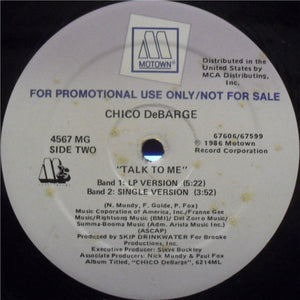 Distributed in the
United States by
MCA Distributing,
Inc.
MOTOWN®
FOR PROMOTIONAL USE ONLY/NOT FOR SALE
CHICO DeBARGE
4567 MG
SIDE TWO
67606/67599
℗ 1986 Motown
Record Corporation
"TALK TO ME"
Band 1: LP VERSION (5:22)
Band 2: SINGLE VERSION (3:52)
(N. Mundy, F. Golde, P. Fox)
Music Corporation of America, Inc./Franne Gee
Music/Rightsong Music (BMI)/Del Zorro Music/
Summa-Booma Music (Adm. Arista Music Inc.)
(ASCAP)
Produced by SKIP DRINKWATER For Brooke
Productions, Inc.
Executive Producer: Steve Buckley
Associate Producers: Nick Mundy & Paul Fox
Album Titled, "CHICO DeBarge", 6214ML